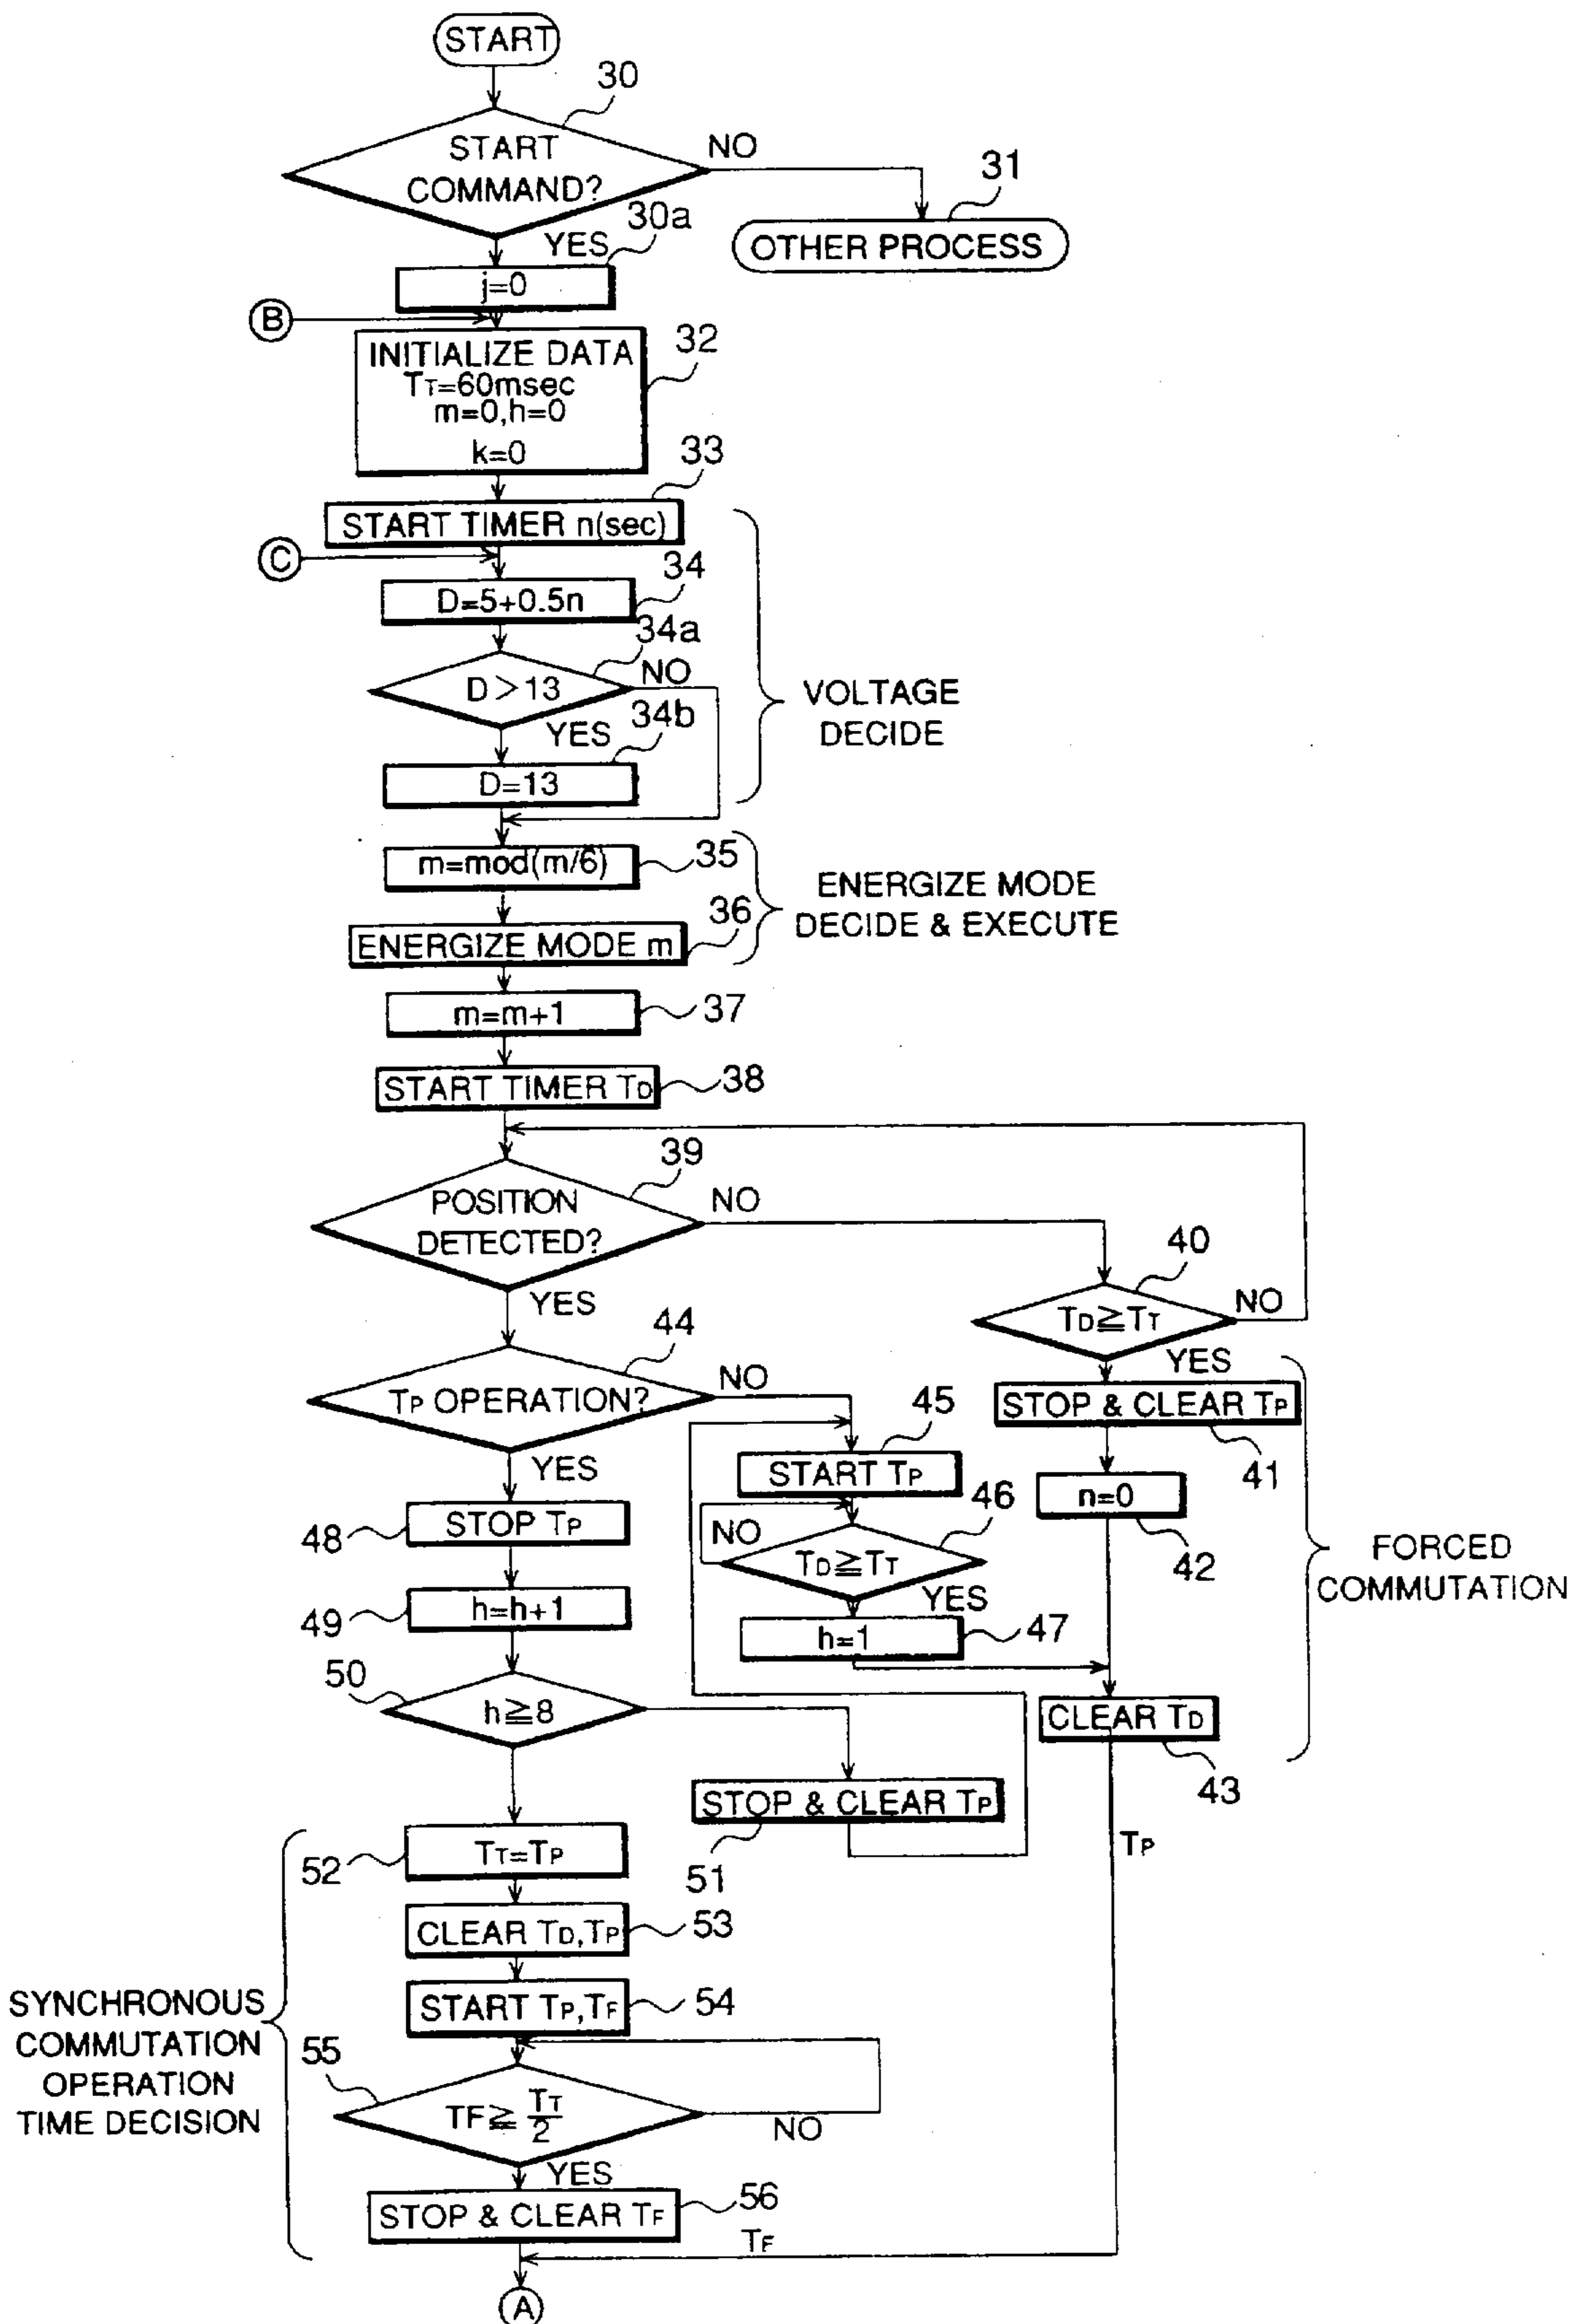 START
30
START
COMMAND?
NO
31
OTHER PROCESS
YES
30a
j=0
B
INITIALIZE DATA
TT=60msec
m=0,h=0
k=0
32
33
START TIMER n(sec)
C
34
D=5+0.5n
34a
D>13
NO
YES
34b
D=13
VOLTAGE
DECIDE
m=mod(m/6)
35
ENERGIZE MODE m
36
ENERGIZE MODE
DECIDE & EXECUTE
m=m+1
37
START TIMER TD
38
39
POSITION
DETECTED?
NO
YES
40
TD≧TT
NO
YES
STOP & CLEAR TP
41
n=0
42
FORCED
COMMUTATION
44
TP OPERATION?
NO
YES
45
START TP
46
NO
TD≧TT
YES
h=1
47
CLEAR TD
43
TP
48
STOP TP
49
h=h+1
50
h≧8
STOP & CLEAR TP
51
52
TT=TP
CLEAR TD,TP
53
START TP,TF
54
55
TF≧TT/2
NO
YES
STOP & CLEAR TF
56
TF
SYNCHRONOUS
COMMUTATION
OPERATION
TIME DECISION
A